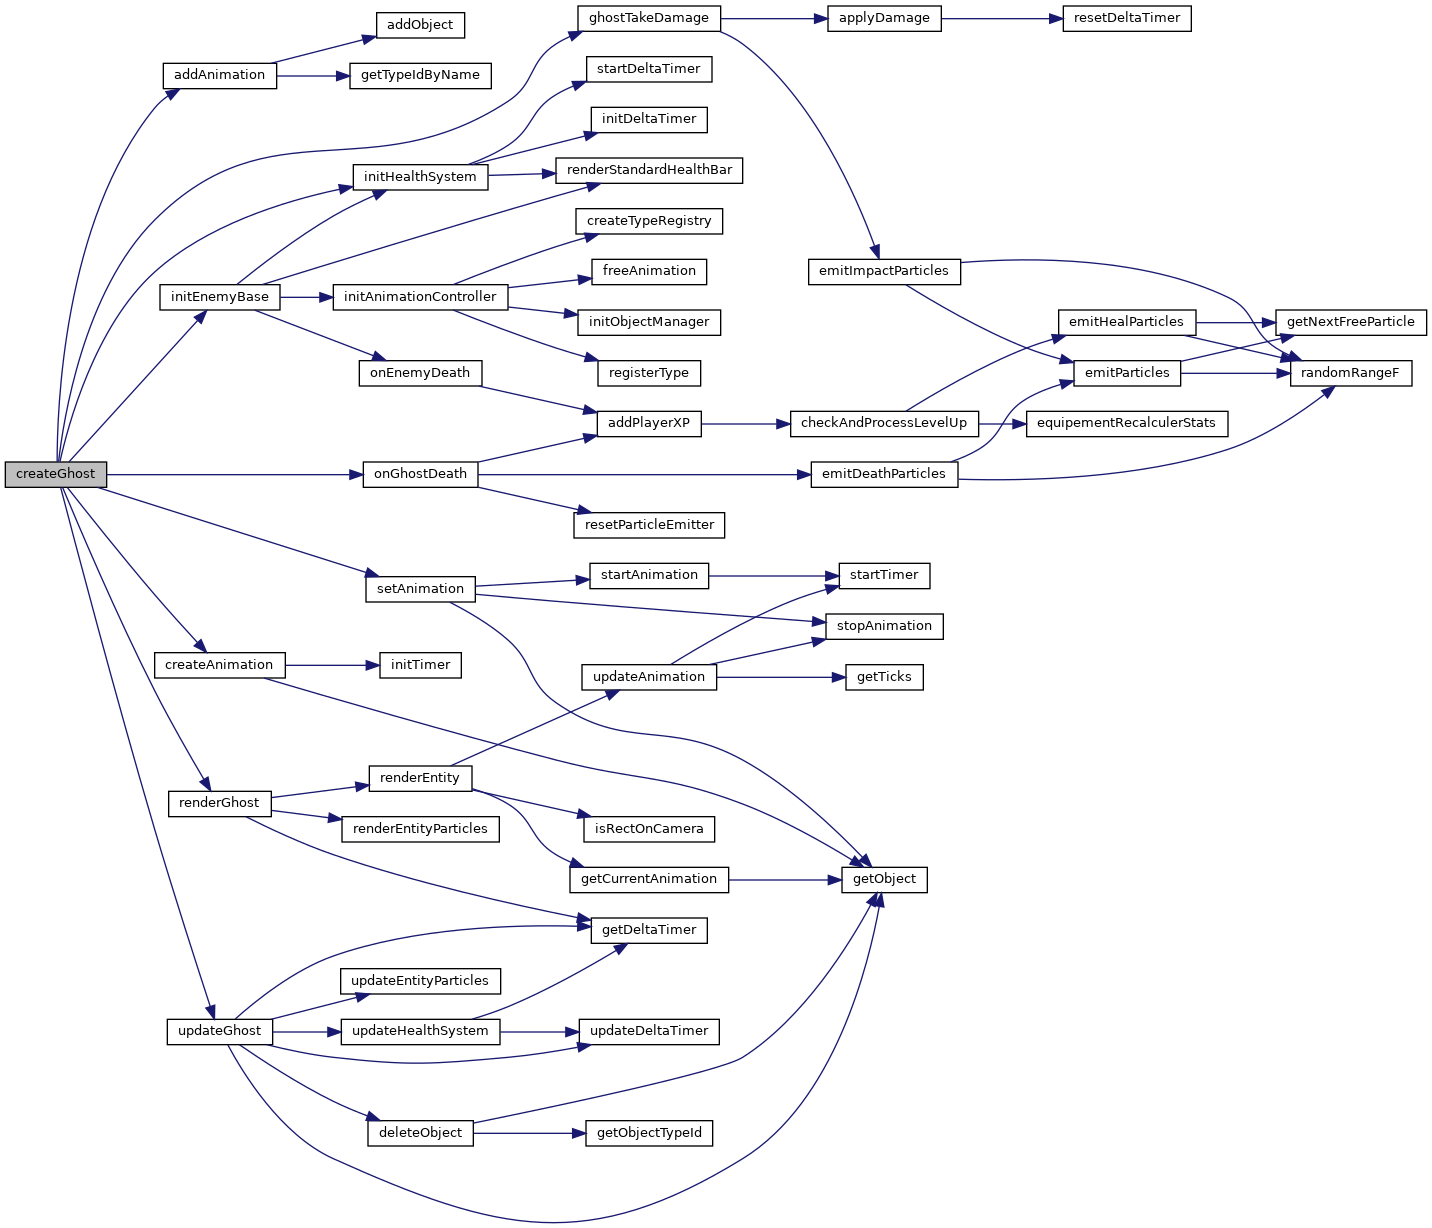 createGhost
addAnimation
addObject
getTypeIdByName
ghostTakeDamage
applyDamage
resetDeltaTimer
startDeltaTimer
initDeltaTimer
initHealthSystem
renderStandardHealthBar
createTypeRegistry
freeAnimation
initEnemyBase
initAnimationController
initObjectManager
registerType
onEnemyDeath
addPlayerXP
checkAndProcessLevelUp
equipementRecalculerStats
emitImpactParticles
emitHealParticles
getNextFreeParticle
emitParticles
randomRangeF
onGhostDeath
emitDeathParticles
resetParticleEmitter
setAnimation
startAnimation
startTimer
stopAnimation
createAnimation
initTimer
updateAnimation
getTicks
renderGhost
renderEntity
renderEntityParticles
isRectOnCamera
getCurrentAnimation
getObject
getDeltaTimer
updateGhost
updateEntityParticles
updateHealthSystem
updateDeltaTimer
deleteObject
getObjectTypeId